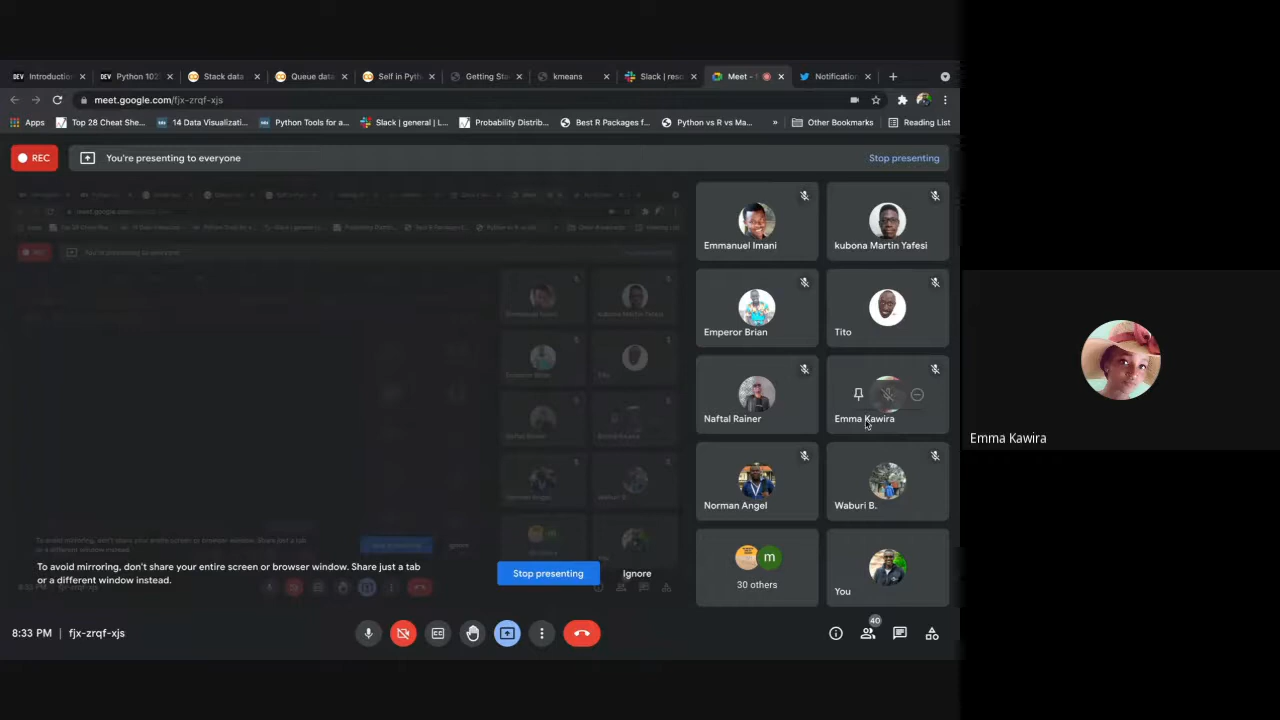 Introduction
Python 102
Stack data
Queue data
Self in Pyth
Getting Sta
kmeans
Slack | reso
Meet -
Notification
meet.google.com/fjx-zrqf-xjs
Apps
Top 28 Cheat She...
14 Data Visualizati...
Python Tools for a...
Slack | general | L...
Probability Distrib...
Best R Packages f...
Python vs R vs Ma...
»
Other Bookmarks
Reading List
REC
You're presenting to everyone
Stop presenting
Emmanuel Imani
kubona Martin Yafesi
Emperor Brian
Tito
Naftal Rainer
Emma Kawira
Emma Kawira
Norman Angel
Waburi B.
To avoid mirroring, don't share your entire screen or browser window. Share just a tab
or a different window instead.
Stop presenting
Ignore
m
30 others
You
8:33 PM | fjx-zrqf-xjs
40